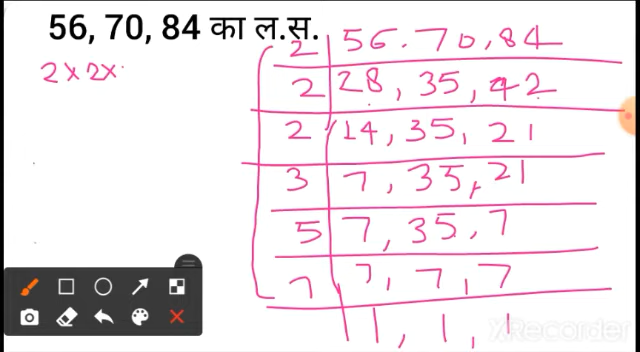 56, 70, 84 का ल.स.
2 x 2 x
2 56. 70, 84
2 28, 35, 42
2 14, 35, 21
3 7, 35, 21
5 7, 35, 7
7 7, 7, 7
1, 1, 1
XRecorder